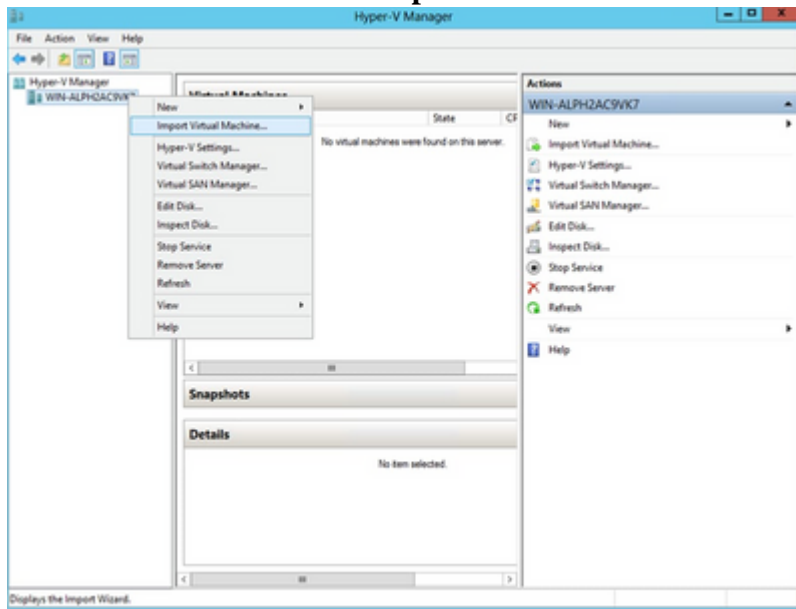 Hyper-V Manager
File Action View Help
Hyper-V Manager
WIN-ALPH2AC9VK7
New
Import Virtual Machine...
Hyper-V Settings...
Virtual Switch Manager...
Virtual SAN Manager...
Edit Disk...
Inspect Disk...
Stop Service
Remove Server
Refresh
View
Help
Virtual Machines
State CP
No virtual machines were found on this server.
Snapshots
Details
No item selected.
Actions
WIN-ALPH2AC9VK7
New
Import Virtual Machine...
Hyper-V Settings...
Virtual Switch Manager...
Virtual SAN Manager...
Edit Disk...
Inspect Disk...
Stop Service
Remove Server
Refresh
View
Help
Displays the Import Wizard.